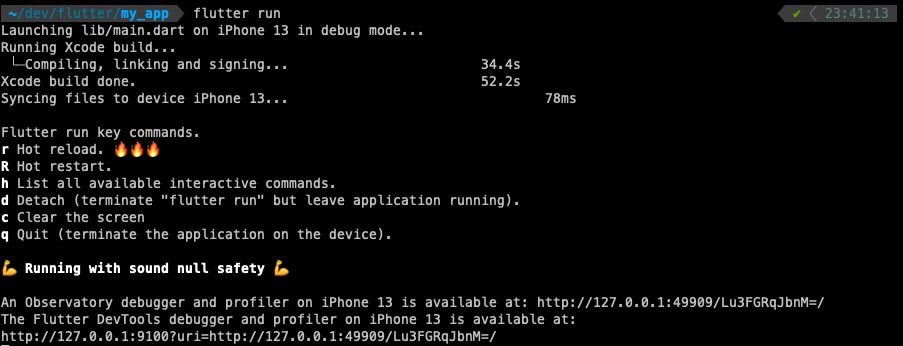 ~/dev/flutter/my_app flutter run ✔ 23:41:13
Launching lib/main.dart on iPhone 13 in debug mode...
Running Xcode build...
└─Compiling, linking and signing... 34.4s
Xcode build done. 52.2s
Syncing files to device iPhone 13... 78ms
Flutter run key commands.
r Hot reload. 🔥🔥🔥
R Hot restart.
h List all available interactive commands.
d Detach (terminate "flutter run" but leave application running).
c Clear the screen
q Quit (terminate the application on the device).
💪 Running with sound null safety 💪
An Observatory debugger and profiler on iPhone 13 is available at: http://127.0.0.1:49909/Lu3FGRqJbnM=/
The Flutter DevTools debugger and profiler on iPhone 13 is available at:
http://127.0.0.1:9100?uri=http://127.0.0.1:49909/Lu3FGRqJbnM=/